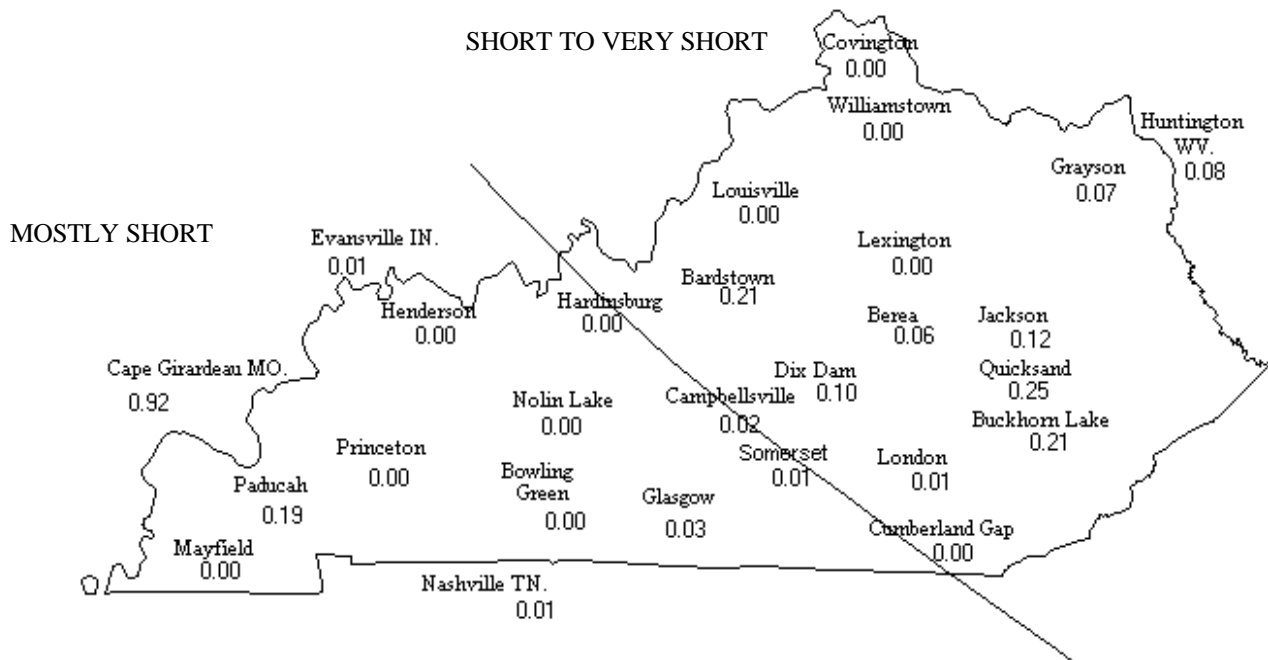 SHORT TO VERY SHORT
Covington
0.00
Williamstown
0.00
Huntington
WV.
0.08
Grayson
0.07
Louisville
0.00
MOSTLY SHORT
Evansville IN.
0.01
Lexington
0.00
Bardstown
0.21
Henderson
0.00
Hardinsburg
0.00
Berea
0.06
Jackson
0.12
Cape Girardeau MO.
0.92
Dix Dam
0.10
Quicksand
0.25
Nolin Lake
0.00
Campbellsville
0.02
Buckhorn Lake
0.21
Princeton
0.00
Somerset
0.01
London
0.01
Paducah
0.19
Bowling
Green
0.00
Glasgow
0.03
Mayfield
0.00
Cumberland Gap
0.00
Nashville TN.
0.01